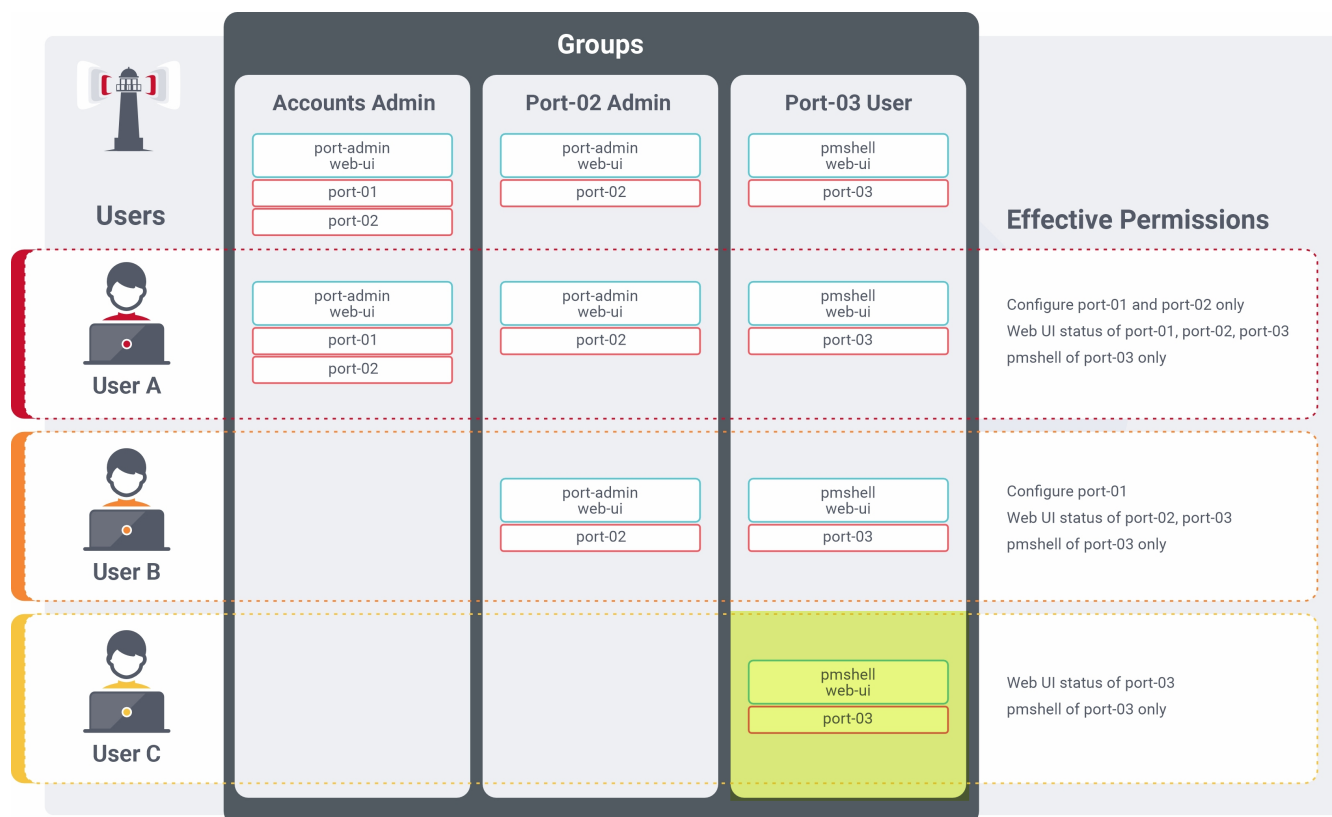 Groups
Accounts Admin
port-admin
web-ui
port-01
port-02
Port-02 Admin
port-admin
web-ui
port-02
Port-03 User
pmshell
web-ui
port-03
Users
Effective Permissions
User A
port-admin
web-ui
port-01
port-02
port-admin
web-ui
port-02
pmshell
web-ui
port-03
Configure port-01 and port-02 only
Web UI status of port-01, port-02, port-03
pmshell of port-03 only
User B
port-admin
web-ui
port-02
pmshell
web-ui
port-03
Configure port-01
Web UI status of port-02, port-03
pmshell of port-03 only
User C
pmshell
web-ui
port-03
Web UI status of port-03
pmshell of port-03 only